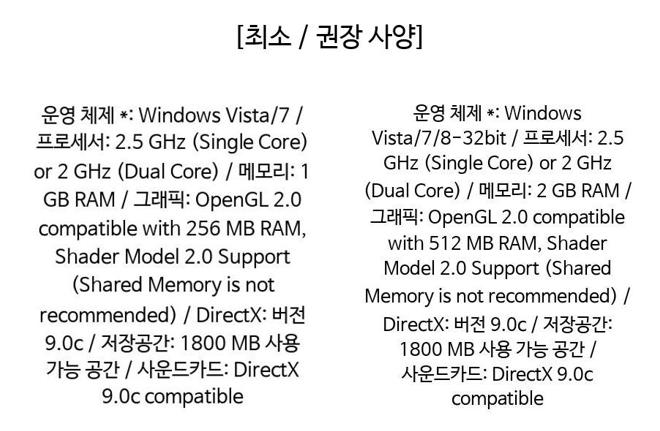 [최소 / 권장 사양]
운영 체제 *: Windows Vista/7 /
프로세서: 2.5 GHz (Single Core)
or 2 GHz (Dual Core) / 메모리: 1
GB RAM / 그래픽: OpenGL 2.0
compatible with 256 MB RAM,
Shader Model 2.0 Support
(Shared Memory is not
recommended) / DirectX: 버전
9.0c / 저장공간: 1800 MB 사용
가능 공간 / 사운드카드: DirectX
9.0c compatible
운영 체제 *: Windows
Vista/7/8-32bit / 프로세서: 2.5
GHz (Single Core) or 2 GHz
(Dual Core) / 메모리: 2 GB RAM /
그래픽: OpenGL 2.0 compatible
with 512 MB RAM, Shader
Model 2.0 Support (Shared
Memory is not recommended) /
DirectX: 버전 9.0c / 저장공간:
1800 MB 사용 가능 공간 /
사운드카드: DirectX 9.0c
compatible